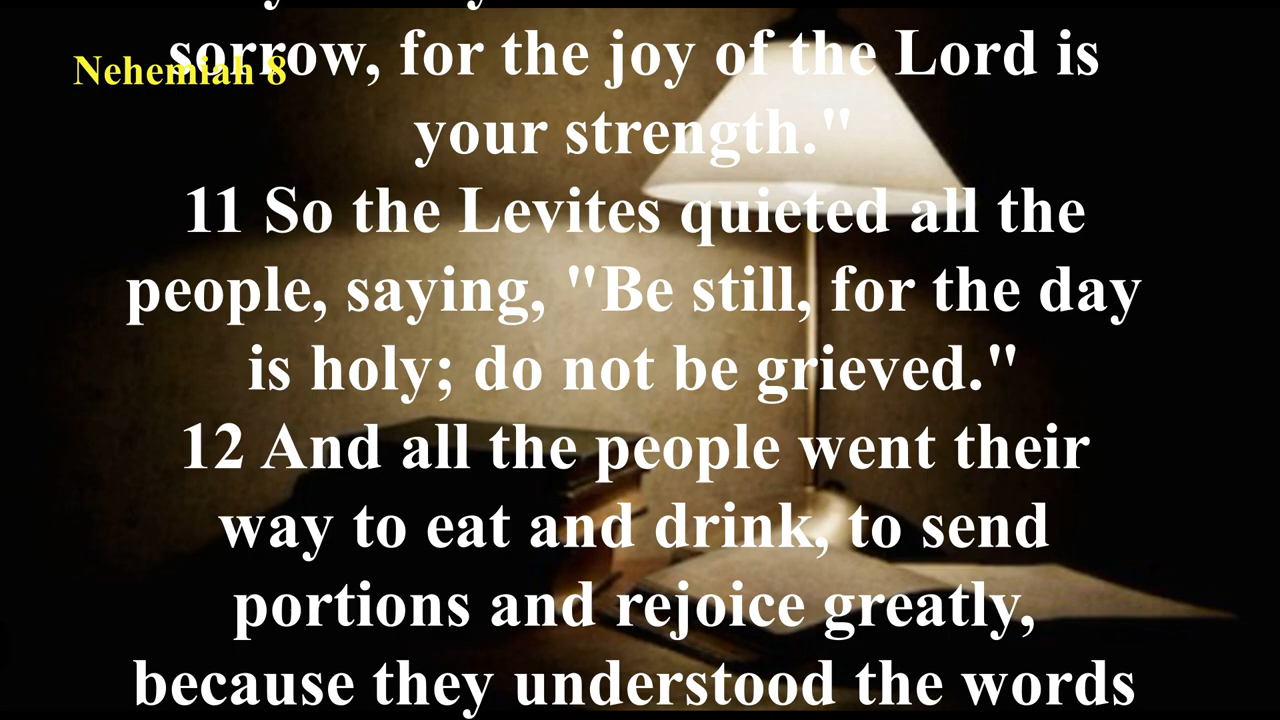 Nehemiah 8
sorrow, for the joy of the Lord is
your strength."
11 So the Levites quieted all the
people, saying, "Be still, for the day
is holy; do not be grieved."
12 And all the people went their
way to eat and drink, to send
portions and rejoice greatly,
because they understood the words